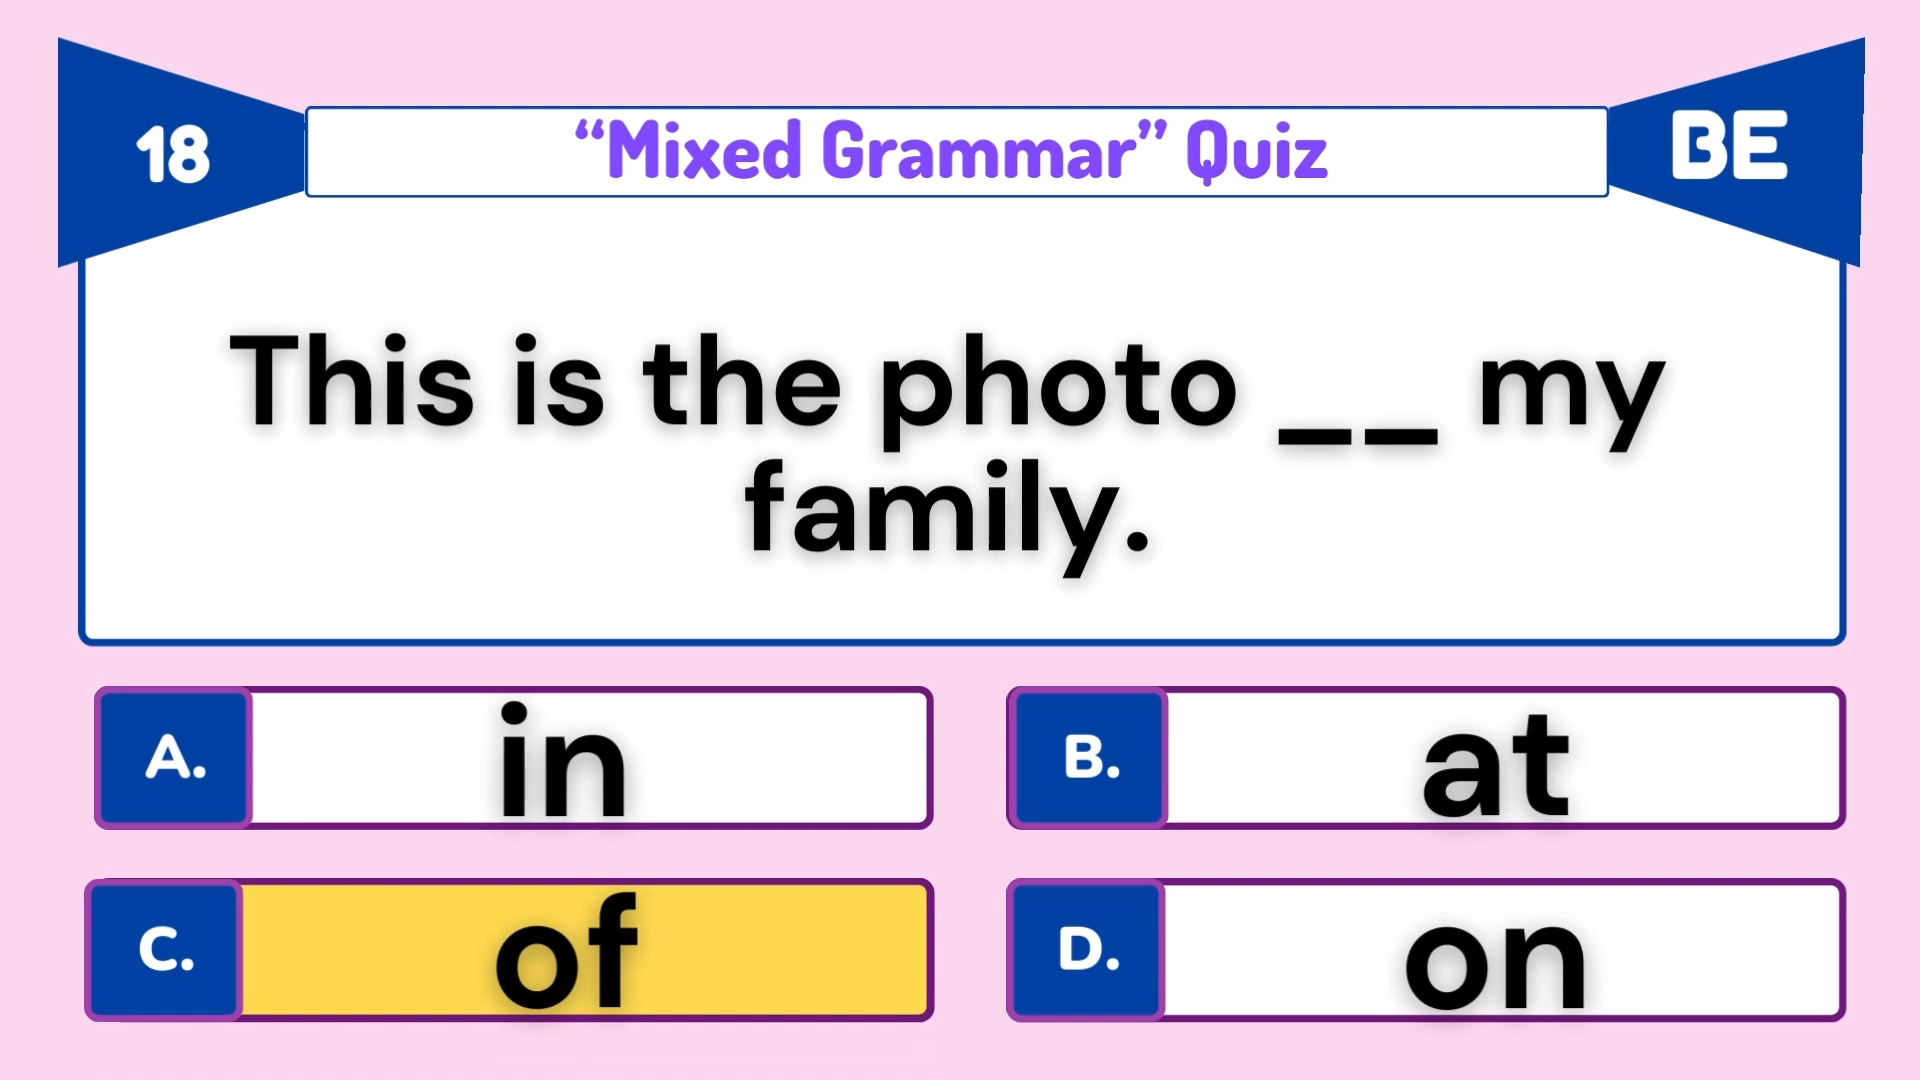 18
“Mixed Grammar” Quiz
BE
This is the photo __ my
family.
A.
in
B.
at
C.
of
D.
on